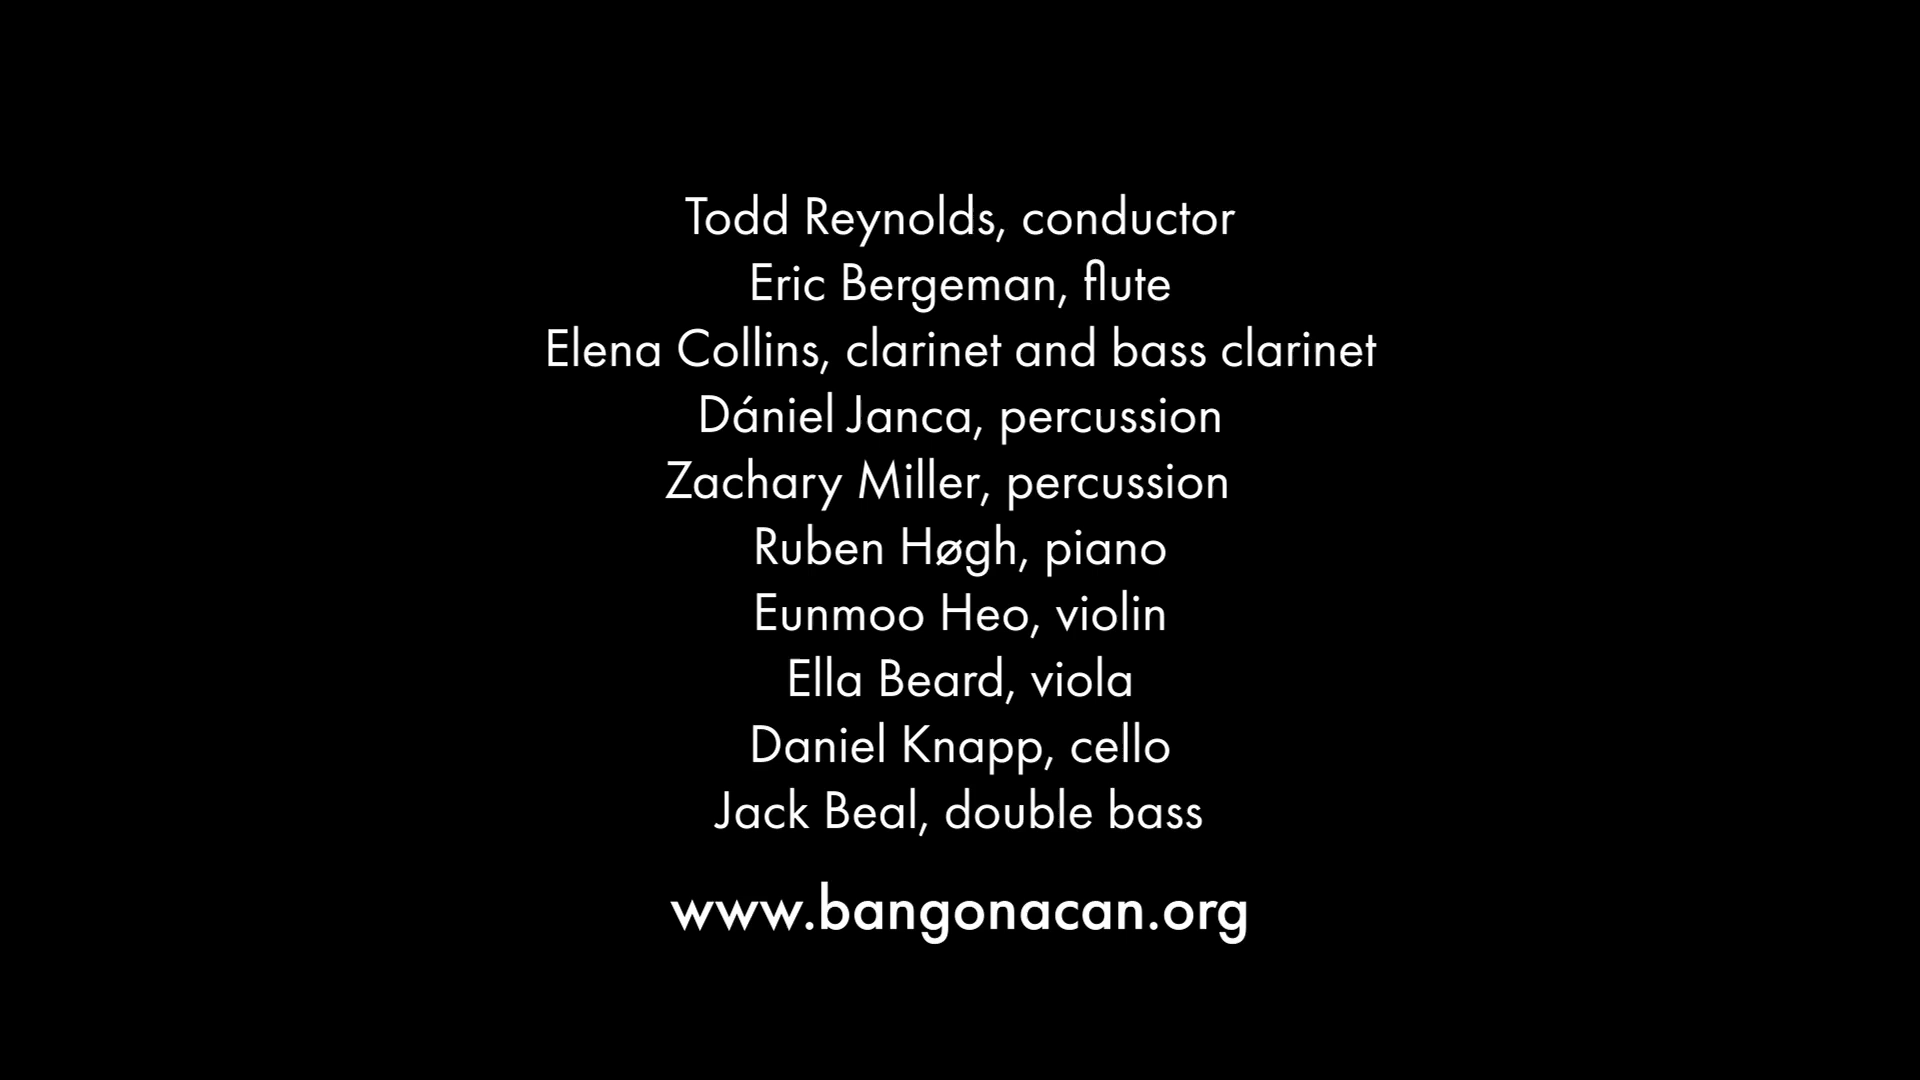 Todd Reynolds, conductor
Eric Bergeman, flute
Elena Collins, clarinet and bass clarinet
Dániel Janca, percussion
Zachary Miller, percussion
Ruben Høgh, piano
Eunmoo Heo, violin
Ella Beard, viola
Daniel Knapp, cello
Jack Beal, double bass
www.bangonacan.org